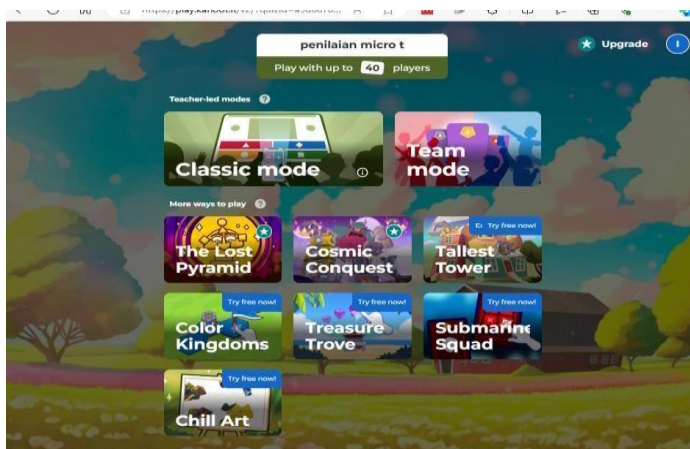 penilaian micro t
Upgrade
I
Play with up to 40 players
Teacher-led modes ?
Classic mode
Team
mode
More ways to play ?
The Lost
Pyramid
Cosmic
Conquest
Try free now!
Tallest
Tower
Try free now!
Color
Kingdoms
Try free now!
Treasure
Trove
Try free now!
Submarine
Squad
Try free now!
Chill Art